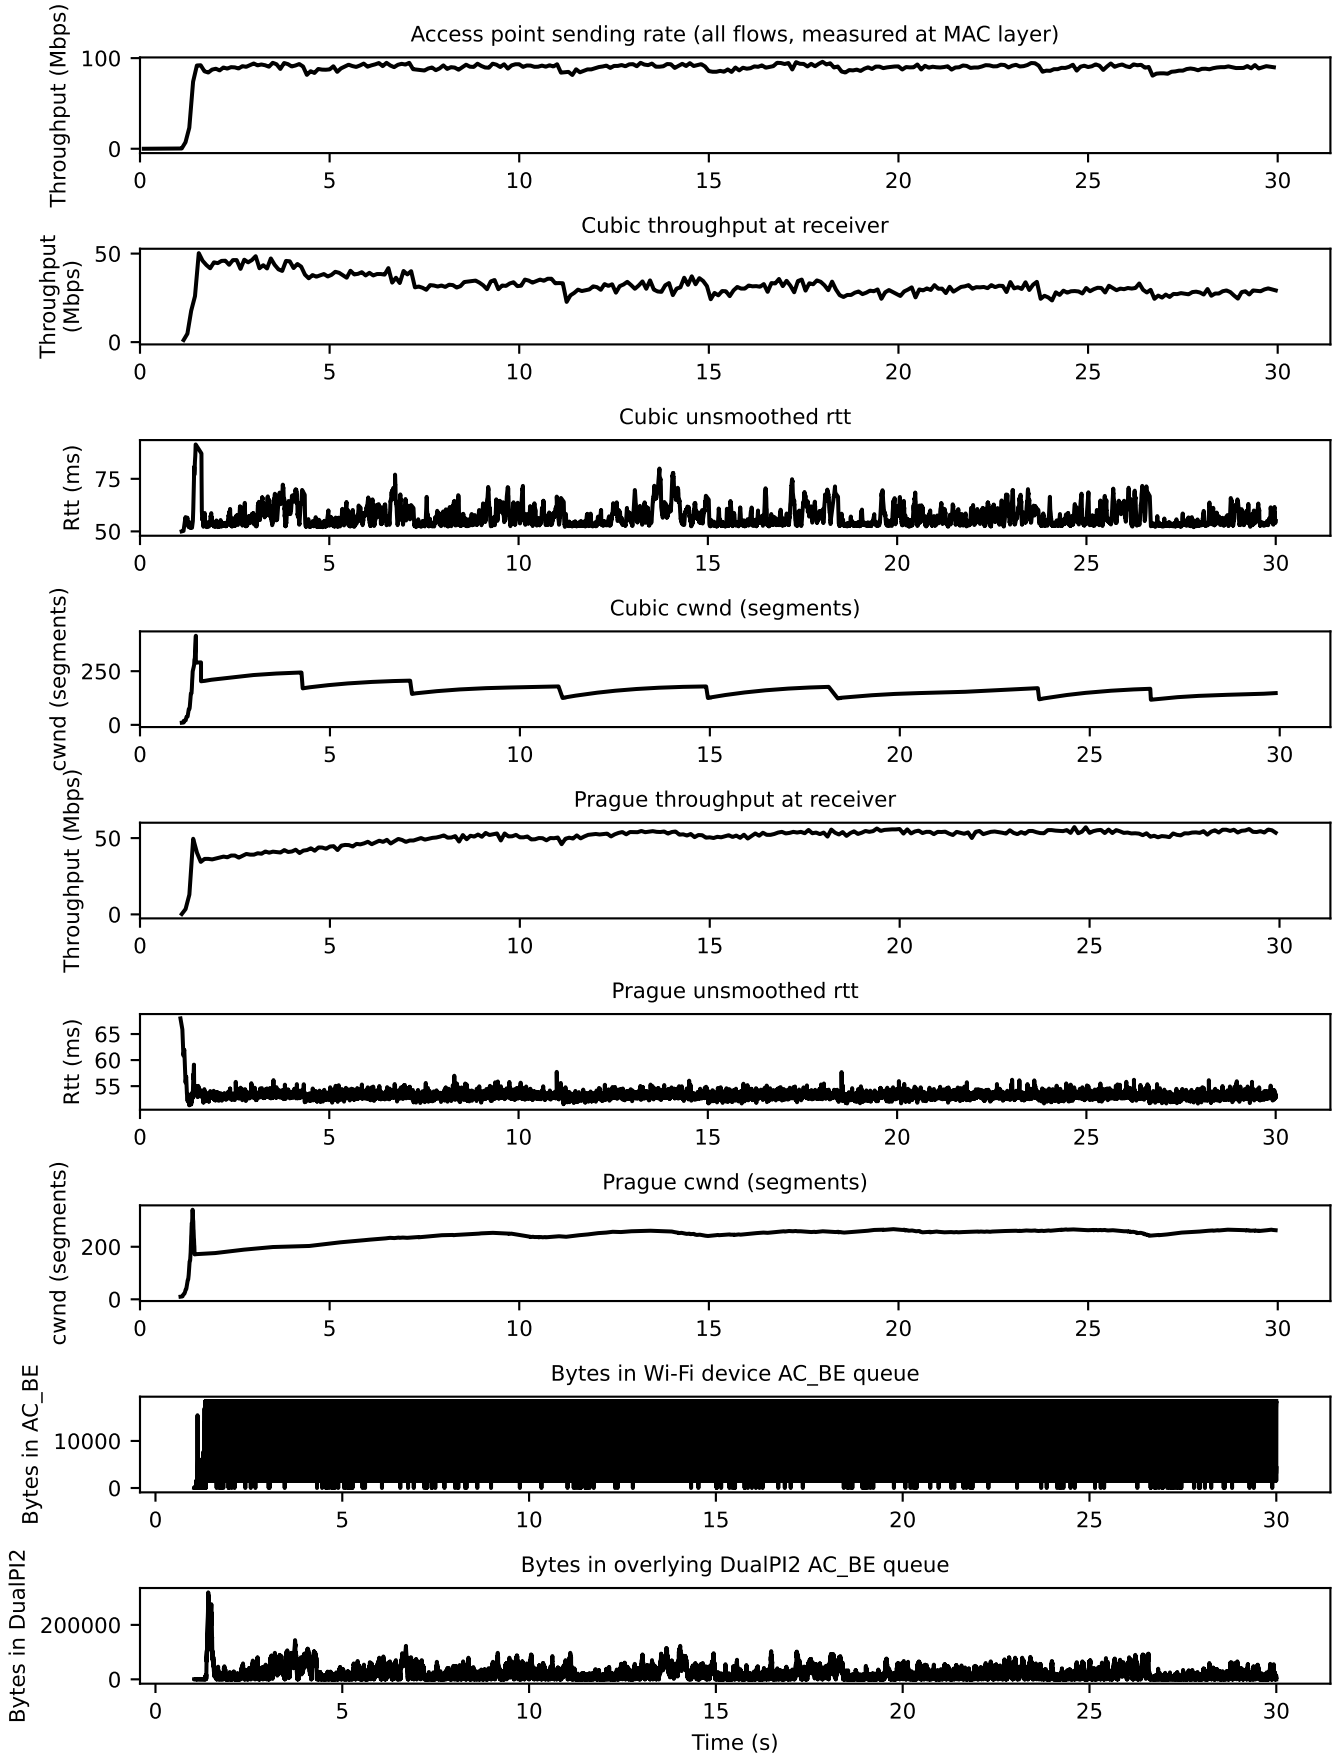 Access point sending rate (all flows, measured at MAC layer)
Throughput (Mbps)
100
0
0 5 10 15 20 25 30
Cubic throughput at receiver
Throughput
(Mbps)
50
0
0 5 10 15 20 25 30
Cubic unsmoothed rtt
Rtt (ms)
75
50
0 5 10 15 20 25 30
Cubic cwnd (segments)
cwnd (segments)
250
0
0 5 10 15 20 25 30
Prague throughput at receiver
Throughput (Mbps)
50
0
0 5 10 15 20 25 30
Prague unsmoothed rtt
Rtt (ms)
65
60
55
0 5 10 15 20 25 30
Prague cwnd (segments)
cwnd (segments)
200
0
0 5 10 15 20 25 30
Bytes in Wi-Fi device AC_BE queue
Bytes in AC_BE
10000
0
0 5 10 15 20 25 30
Bytes in overlying DualPI2 AC_BE queue
Bytes in DualPI2
200000
0
0 5 10 15 20 25 30
Time (s)